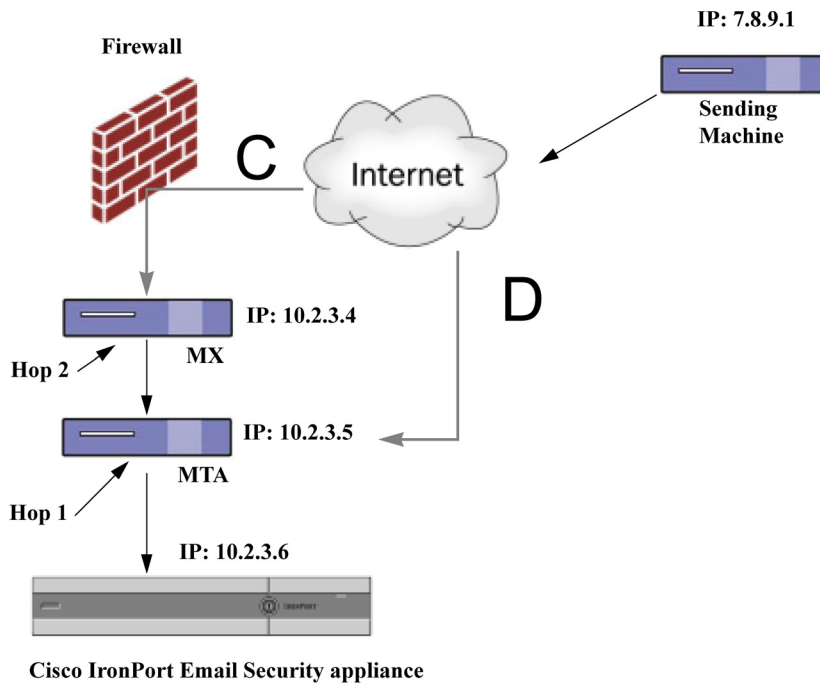 IP: 7.8.9.1
Firewall
Sending
Machine
C
Internet
D
IP: 10.2.3.4
MX
Hop 2
IP: 10.2.3.5
MTA
Hop 1
IP: 10.2.3.6
IRONPORT
Cisco IronPort Email Security appliance